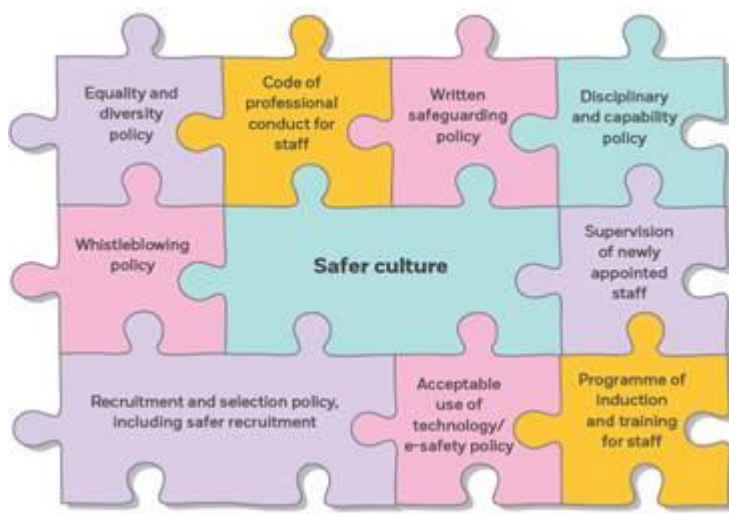 Equality and
diversity
policy
Code of
professional
conduct for
staff
Written
safeguarding
policy
Disciplinary
and capability
policy
Whistleblowing
policy
Safer culture
Supervision
of newly
appointed
staff
Recruitment and selection policy,
including safer recruitment
Acceptable
use of
technology/
e-safety policy
Programme of
induction
and training
for staff